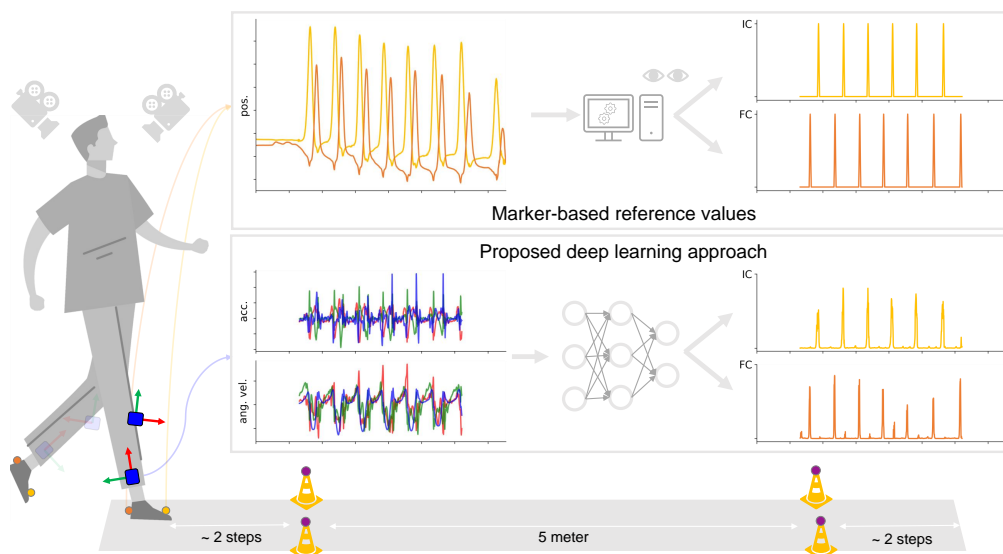 IC
pos.
FC
Marker-based reference values
Proposed deep learning approach
IC
acc.
FC
ang. vel.
~ 2 steps
5 meter
~ 2 steps